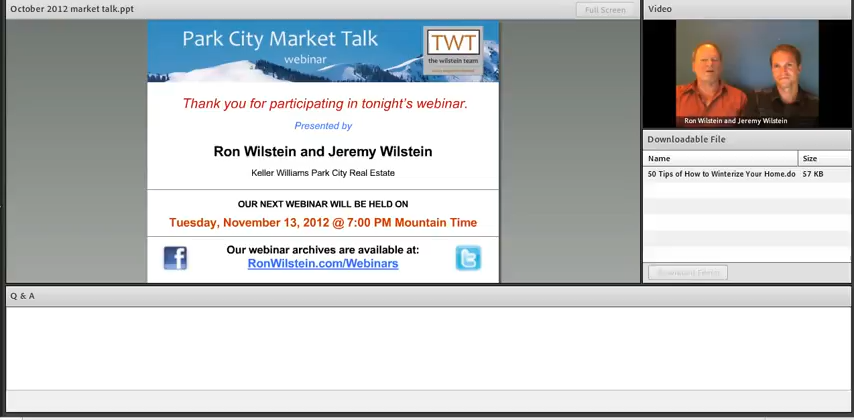 October 2012 market talk.ppt
Full Screen
Video
Park City Market Talk
webinar
TWT
the wilstein team
Thank you for participating in tonight's webinar.
Presented by
Ron Wilstein and Jeremy Wilstein
Keller Williams Park City Real Estate
OUR NEXT WEBINAR WILL BE HELD ON
Tuesday, November 13, 2012 @ 7:00 PM Mountain Time
Our webinar archives are available at:
RonWilstein.com/Webinars
Ron Wilstein and Jeremy Wilstein
Downloadable File
Name Size
50 Tips of How to Winterize Your Home.do 57 KB
Q & A